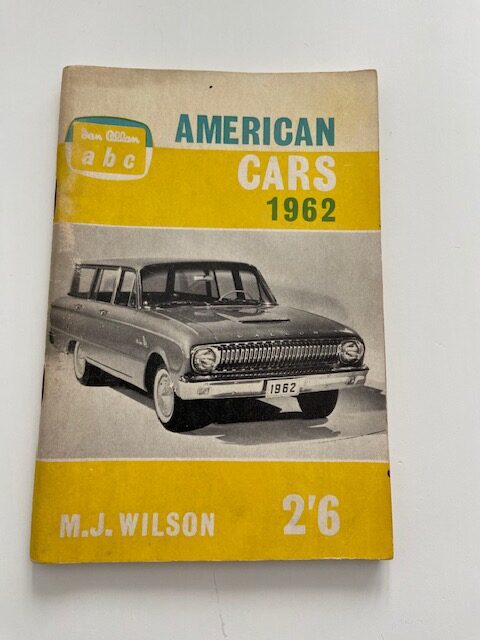 Ian Allan
abc
AMERICAN
CARS
1962
1962
M.J. WILSON
2'6